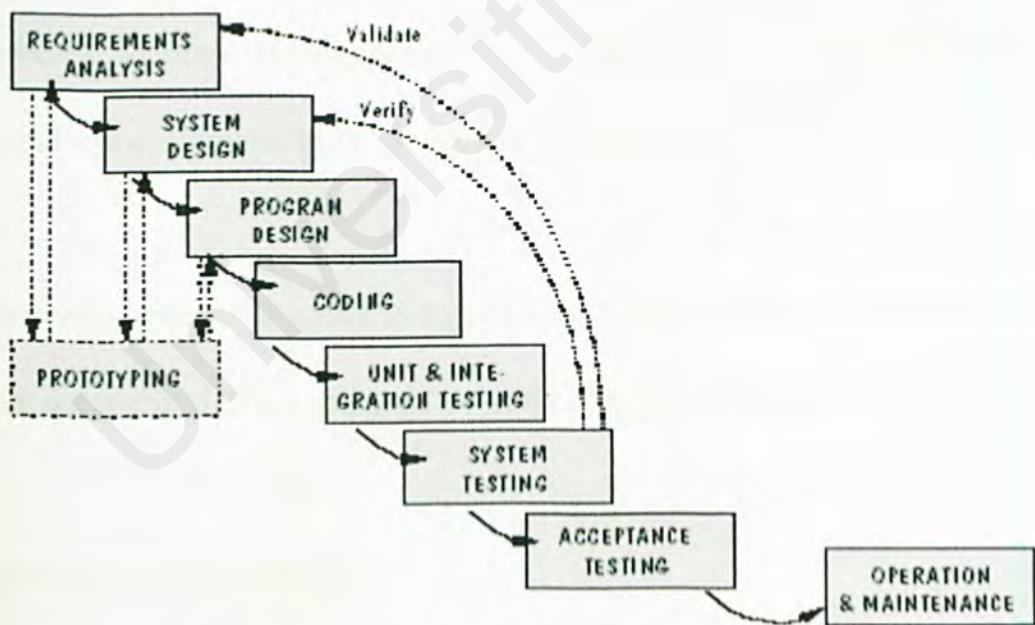 Validate
REQUIREMENTS
ANALYSIS
Verify
SYSTEM
DESIGN
PROGRAN
DESIGN
CODING
PROTOTYPING
UNIT & INTE-
GRATION TESTING
SYSTEM
TESTING
ACCEPTANCE
TESTING
OPERATION
& MAINTENANCE
Universiti